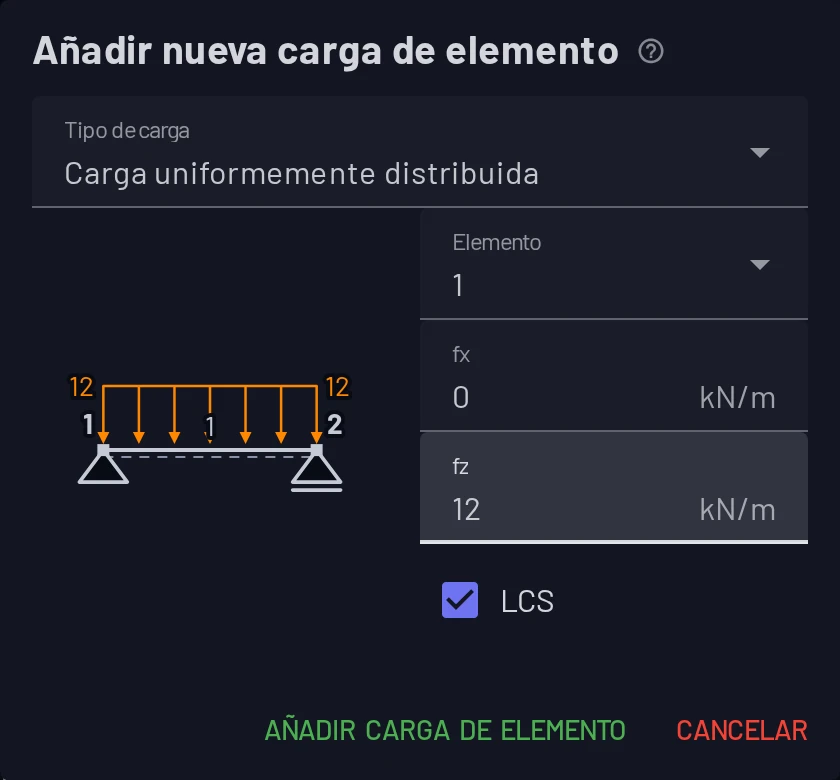 Añadir nueva carga de elemento ?
Tipo de carga
Carga uniformemente distribuida
Elemento
1
fx
0 kN/m
fz
12 kN/m
LCS
12 12
1 1 2
AÑADIR CARGA DE ELEMENTO CANCELAR